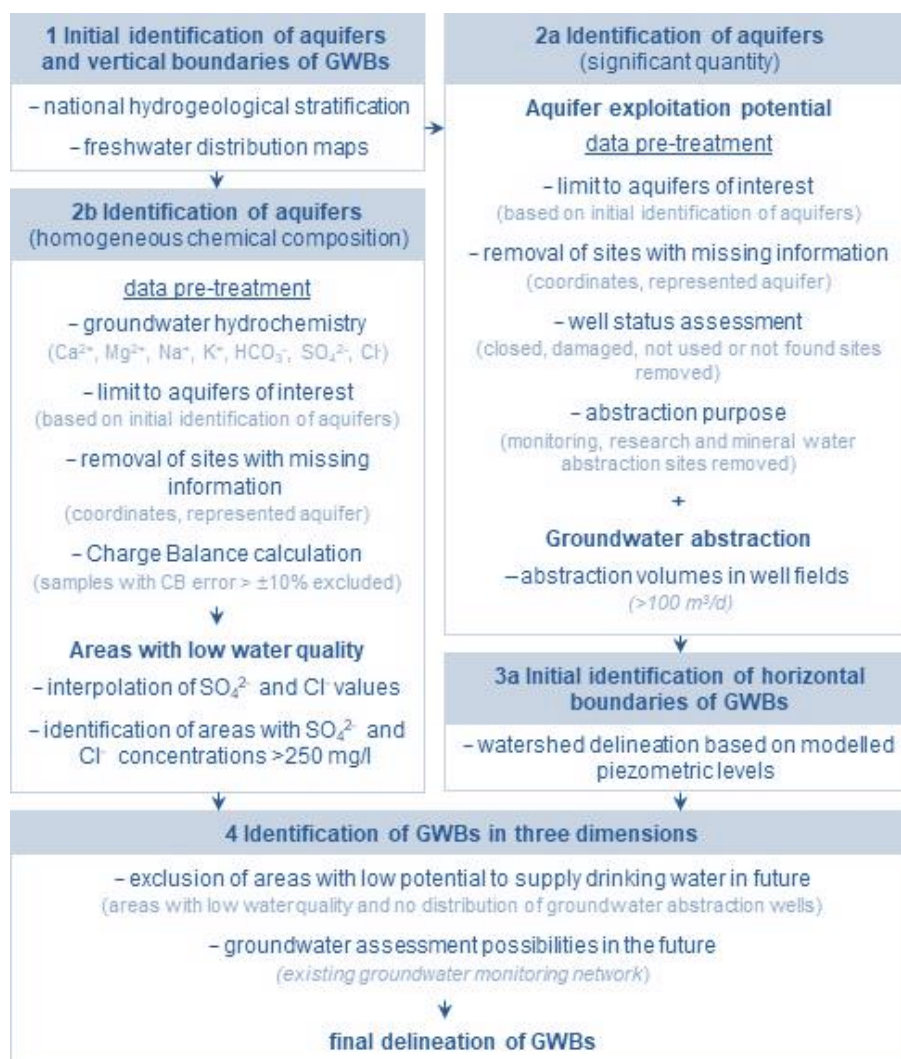 1 Initial identification of aquifers
and vertical boundaries of GWBs
– national hydrogeological stratification
– freshwater distribution maps
2b Identification of aquifers
(homogeneous chemical composition)
data pre-treatment
– groundwater hydrochemistry
(Ca²⁺, Mg²⁺, Na⁺, K⁺, HCO₃⁻, SO₄²⁻, Cl⁻)
– limit to aquifers of interest
(based on initial identification of aquifers)
– removal of sites with missing
information
(coordinates, represented aquifer)
– Charge Balance calculation
(samples with CB error > ±10% excluded)
Areas with low water quality
– interpolation of SO₄²⁻ and Cl⁻ values
– identification of areas with SO₄²⁻ and
Cl⁻ concentrations >250 mg/l
2a Identification of aquifers
(significant quantity)
Aquifer exploitation potential
data pre-treatment
– limit to aquifers of interest
(based on initial identification of aquifers)
– removal of sites with missing information
(coordinates, represented aquifer)
– well status assessment
(closed, damaged, not used or not found sites
removed)
– abstraction purpose
(monitoring, research and mineral water
abstraction sites removed)
+
Groundwater abstraction
– abstraction volumes in well fields
(>100 m³/d)
3a Initial identification of horizontal
boundaries of GWBs
– watershed delineation based on modelled
piezometric levels
4 Identification of GWBs in three dimensions
– exclusion of areas with low potential to supply drinking water in future
(areas with low water quality and no distribution of groundwater abstraction wells)
– groundwater assessment possibilities in the future
(existing groundwater monitoring network)
final delineation of GWBs